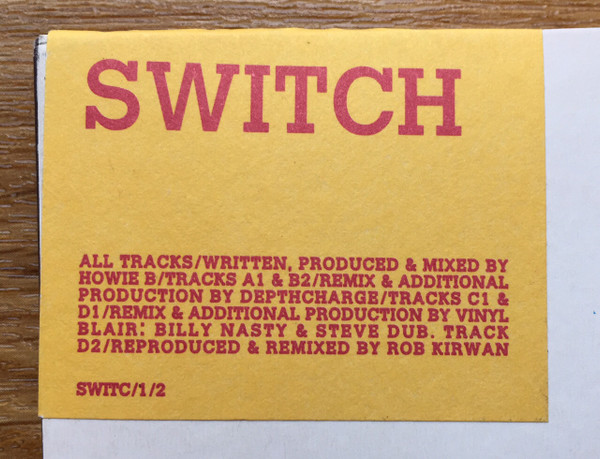 SWITCH
ALL TRACKS/WRITTEN, PRODUCED & MIXED BY
HOWIE B/TRACKS A1 & B2/REMIX & ADDITIONAL
PRODUCTION BY DEPTHCHARGE/TRACKS C1 &
D1/REMIX & ADDITIONAL PRODUCTION BY VINYL
BLAIR: BILLY NASTY & STEVE DUB. TRACK
D2/REPRODUCED & REMIXED BY ROB KIRWAN
SWITC/1/2